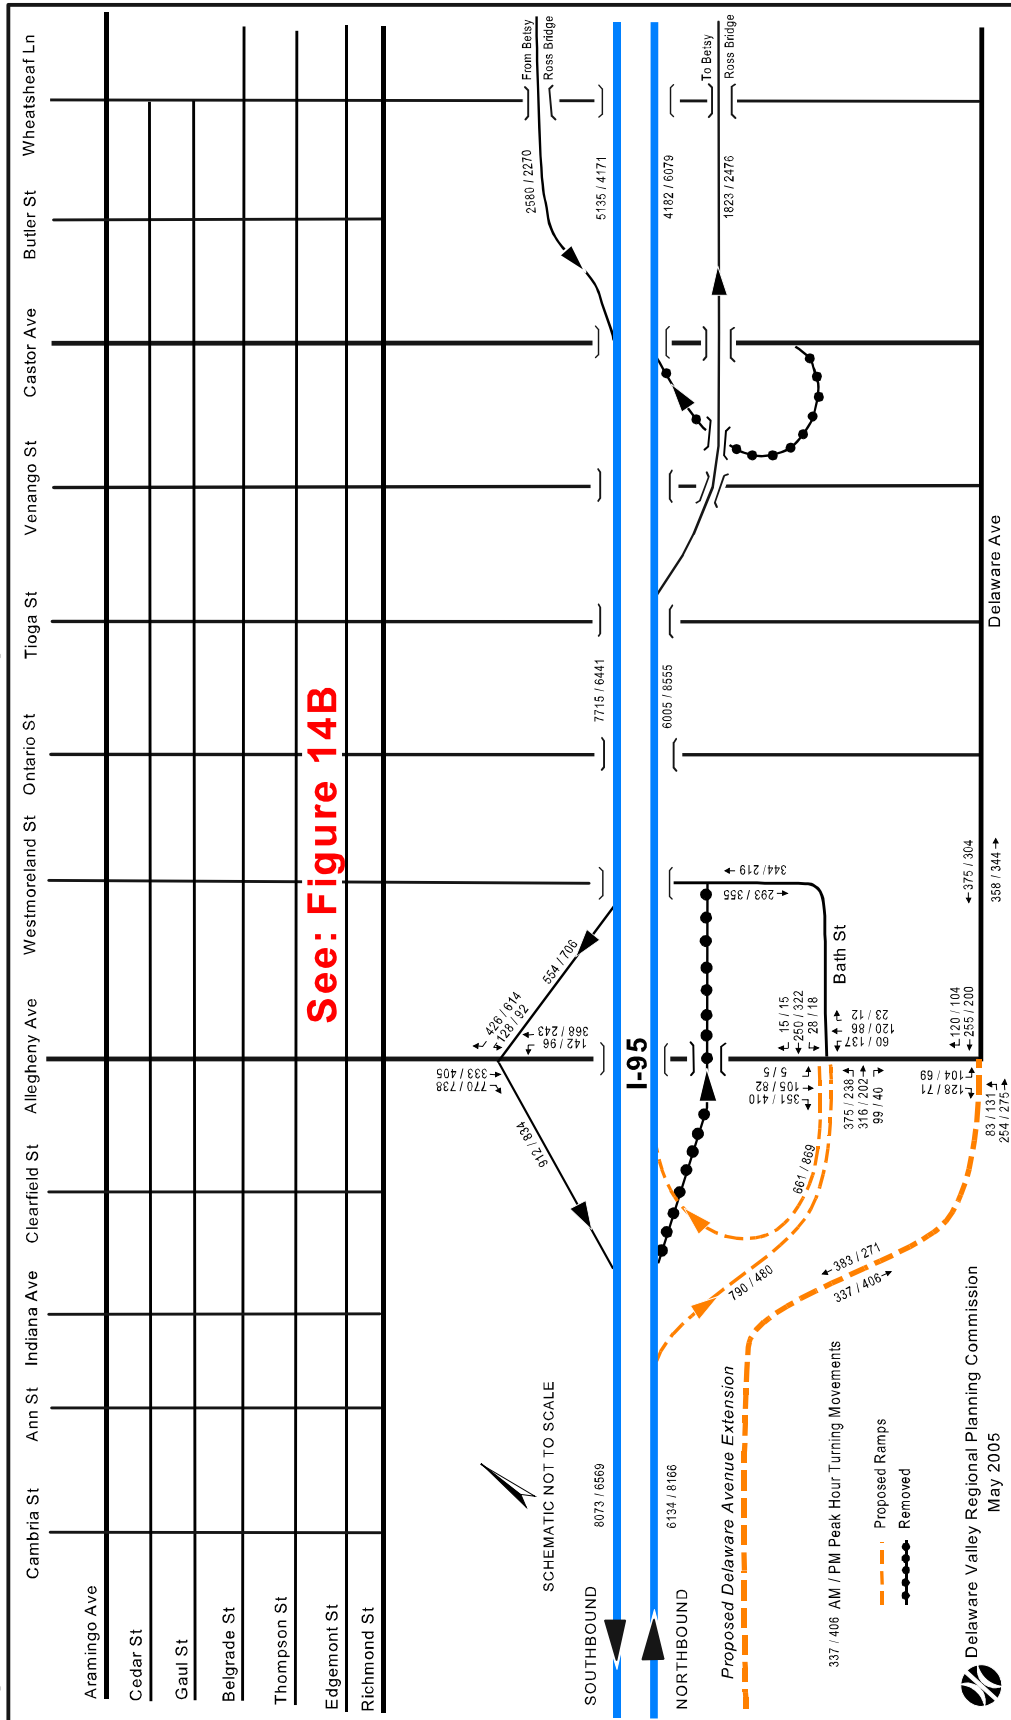 Cambria St
Ann St
Indiana Ave
Clearfield St
Allegheny Ave
Westmoreland St
Ontario St
Tioga St
Venango St
Castor Ave
Butler St
Wheatsheaf Ln
Aramingo Ave
Cedar St
Gaul St
Belgrade St
Thompson St
Edgemont St
Richmond St
See: Figure 14B
From Betsy
Ross Bridge
2580 / 2270
5135 / 4171
4182 / 6079
To Betsy
Ross Bridge
1823 / 2476
7715 / 6441
6005 / 8555
554 / 706
426 / 614
128 / 92
368 / 243
142 / 96
333 / 405
770 / 738
912 / 834
I-95
344 / 219
293 / 355
Bath St
15 / 15
250 / 322
28 / 18
23 / 12
120 / 86
60 / 137
5 / 5
105 / 82
351 / 410
375 / 238
316 / 202
99 / 40
661 / 869
790 / 480
375 / 304
358 / 344
Delaware Ave
120 / 104
255 / 200
104 / 69
128 / 71
83 / 131
254 / 275
383 / 271
337 / 406
SCHEMATIC NOT TO SCALE
SOUTHBOUND
8073 / 6569
NORTHBOUND
6134 / 8166
Proposed Delaware Avenue Extension
337 / 406 AM / PM Peak Hour Turning Movements
Proposed Ramps
Removed
Delaware Valley Regional Planning Commission
May 2005